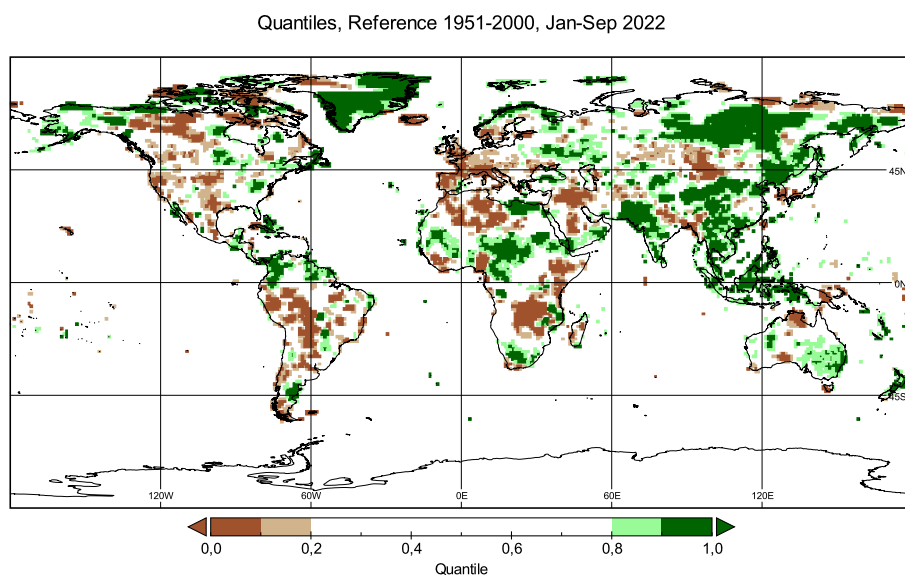 Quantiles, Reference 1951-2000, Jan-Sep 2022
45N
0N
45S
120W 60W 0E 60E 120E
0,0 0,2 0,4 0,6 0,8 1,0
Quantile